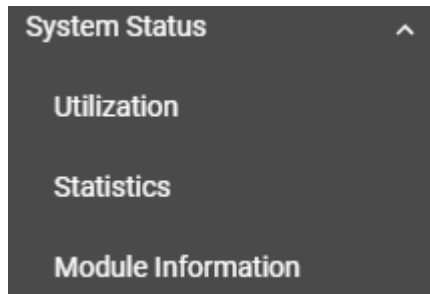 System Status
Utilization
Statistics
Module Information